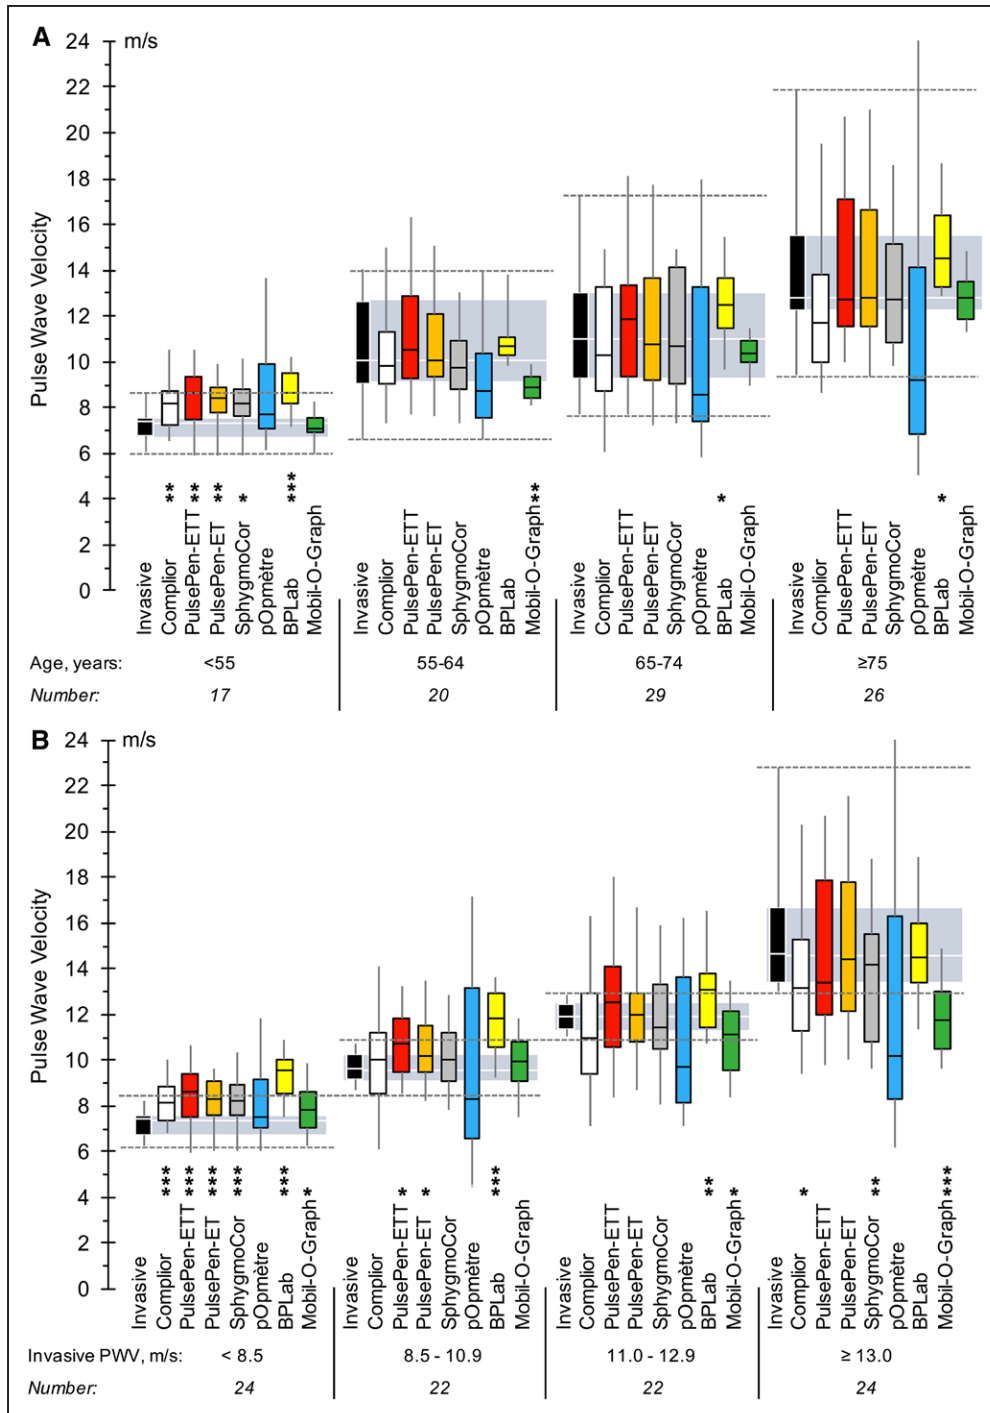 A
m/s
24
22
20
18
16
14
12
10
8
6
4
2
0
Pulse Wave Velocity
** ** ** * *** ** * *
Invasive Complior PulsePen-ETT PulsePen-ET SphygmoCor pOpmètre BPLab Mobil-O-Graph
Invasive Complior PulsePen-ETT PulsePen-ET SphygmoCor pOpmètre BPLab Mobil-O-Graph
Invasive Complior PulsePen-ETT PulsePen-ET SphygmoCor pOpmètre BPLab Mobil-O-Graph
Invasive Complior PulsePen-ETT PulsePen-ET SphygmoCor pOpmètre BPLab Mobil-O-Graph
Age, years: <55 55-64 65-74 ≥75
Number: 17 20 29 26
B
m/s
24
22
20
18
16
14
12
10
8
6
4
2
0
Pulse Wave Velocity
*** *** *** *** *** * * * *** ** * * ** ***
Invasive Complior PulsePen-ETT PulsePen-ET SphygmoCor pOpmètre BPLab Mobil-O-Graph
Invasive Complior PulsePen-ETT PulsePen-ET SphygmoCor pOpmètre BPLab Mobil-O-Graph
Invasive Complior PulsePen-ETT PulsePen-ET SphygmoCor pOpmètre BPLab Mobil-O-Graph
Invasive Complior PulsePen-ETT PulsePen-ET SphygmoCor pOpmètre BPLab Mobil-O-Graph
Invasive PWV, m/s: < 8.5 8.5 - 10.9 11.0 - 12.9 ≥ 13.0
Number: 24 22 22 24